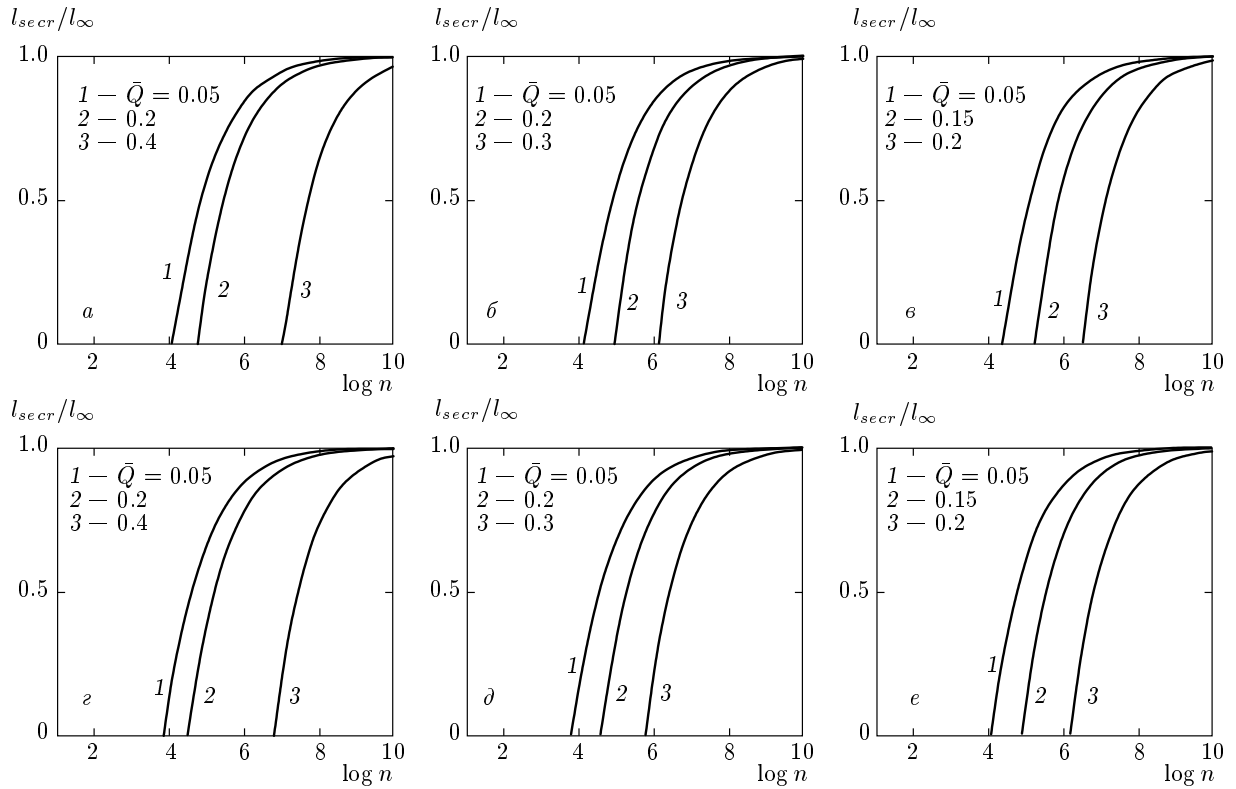 l_secr/l_∞
1.0
1 — Q̄ = 0.05
2 — 0.2
3 — 0.4
0.5
1
2
3
а
0
2
4
6
8
10
log n
l_secr/l_∞
1.0
1 — Q̄ = 0.05
2 — 0.2
3 — 0.3
0.5
1
2
3
б
0
2
4
6
8
10
log n
l_secr/l_∞
1.0
1 — Q̄ = 0.05
2 — 0.15
3 — 0.2
0.5
1
2
3
в
0
2
4
6
8
10
log n
l_secr/l_∞
1.0
1 — Q̄ = 0.05
2 — 0.2
3 — 0.4
0.5
1
2
3
г
0
2
4
6
8
10
log n
l_secr/l_∞
1.0
1 — Q̄ = 0.05
2 — 0.2
3 — 0.3
0.5
1
2
3
д
0
2
4
6
8
10
log n
l_secr/l_∞
1.0
1 — Q̄ = 0.05
2 — 0.15
3 — 0.2
0.5
1
2
3
е
0
2
4
6
8
10
log n